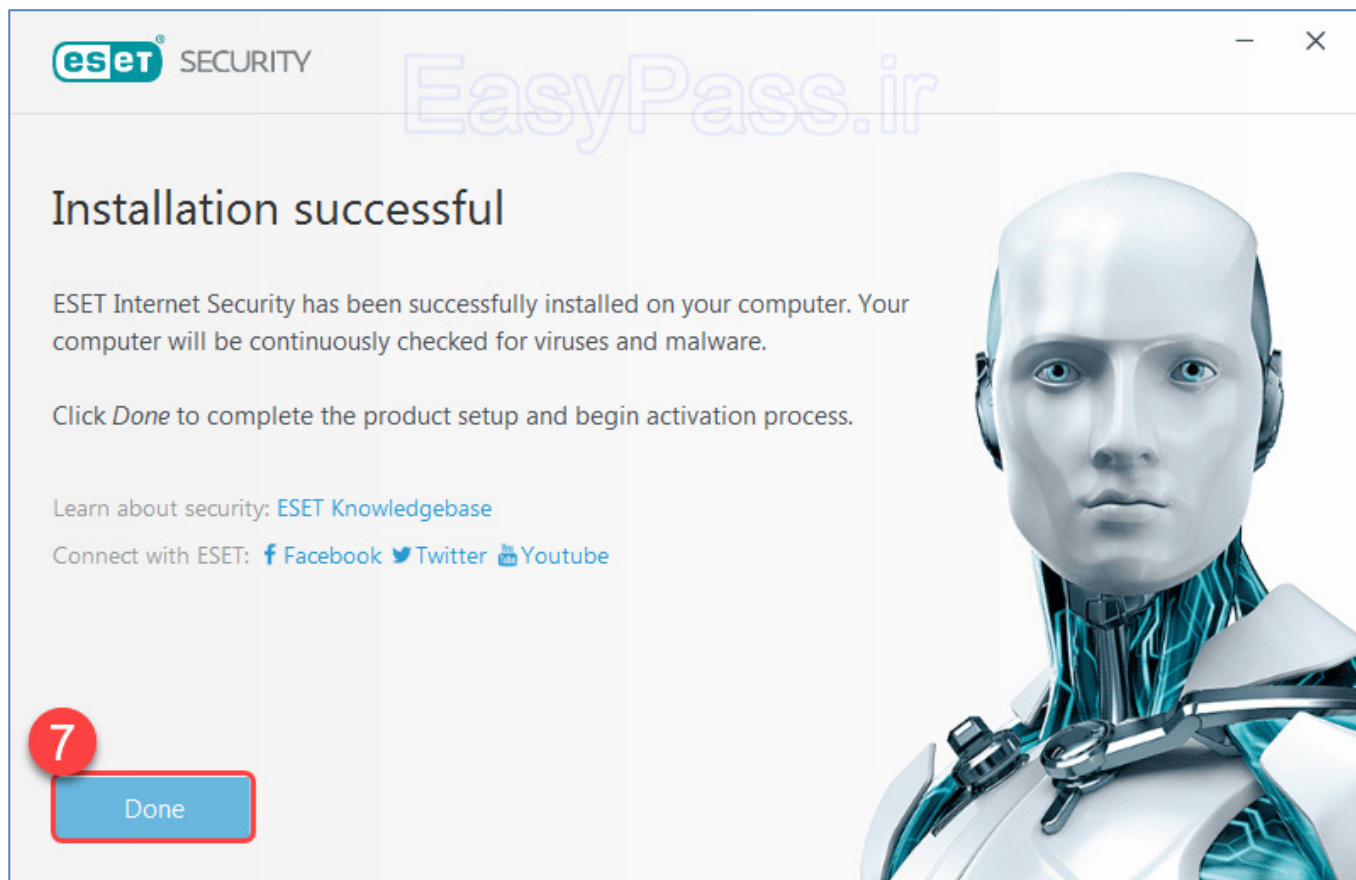 eseT® SECURITY
EasyPass.ir
Installation successful
ESET Internet Security has been successfully installed on your computer. Your
computer will be continuously checked for viruses and malware.
Click Done to complete the product setup and begin activation process.
Learn about security: ESET Knowledgebase
Connect with ESET: f Facebook Twitter You Tube Youtube
7
Done